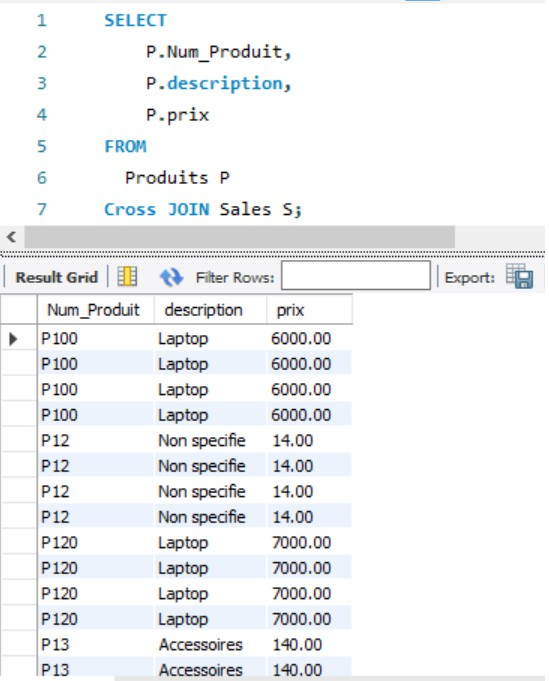 1 SELECT
2 P.Num_Produit,
3 P.description,
4 P.prix
5 FROM
6 Produits P
7 Cross JOIN Sales S;
Result Grid Filter Rows: Export:
Num_Produit description prix
P100 Laptop 6000.00
P100 Laptop 6000.00
P100 Laptop 6000.00
P100 Laptop 6000.00
P12 Non specifie 14.00
P12 Non specifie 14.00
P12 Non specifie 14.00
P12 Non specifie 14.00
P120 Laptop 7000.00
P120 Laptop 7000.00
P120 Laptop 7000.00
P120 Laptop 7000.00
P13 Accessoires 140.00
P13 Accessoires 140.00